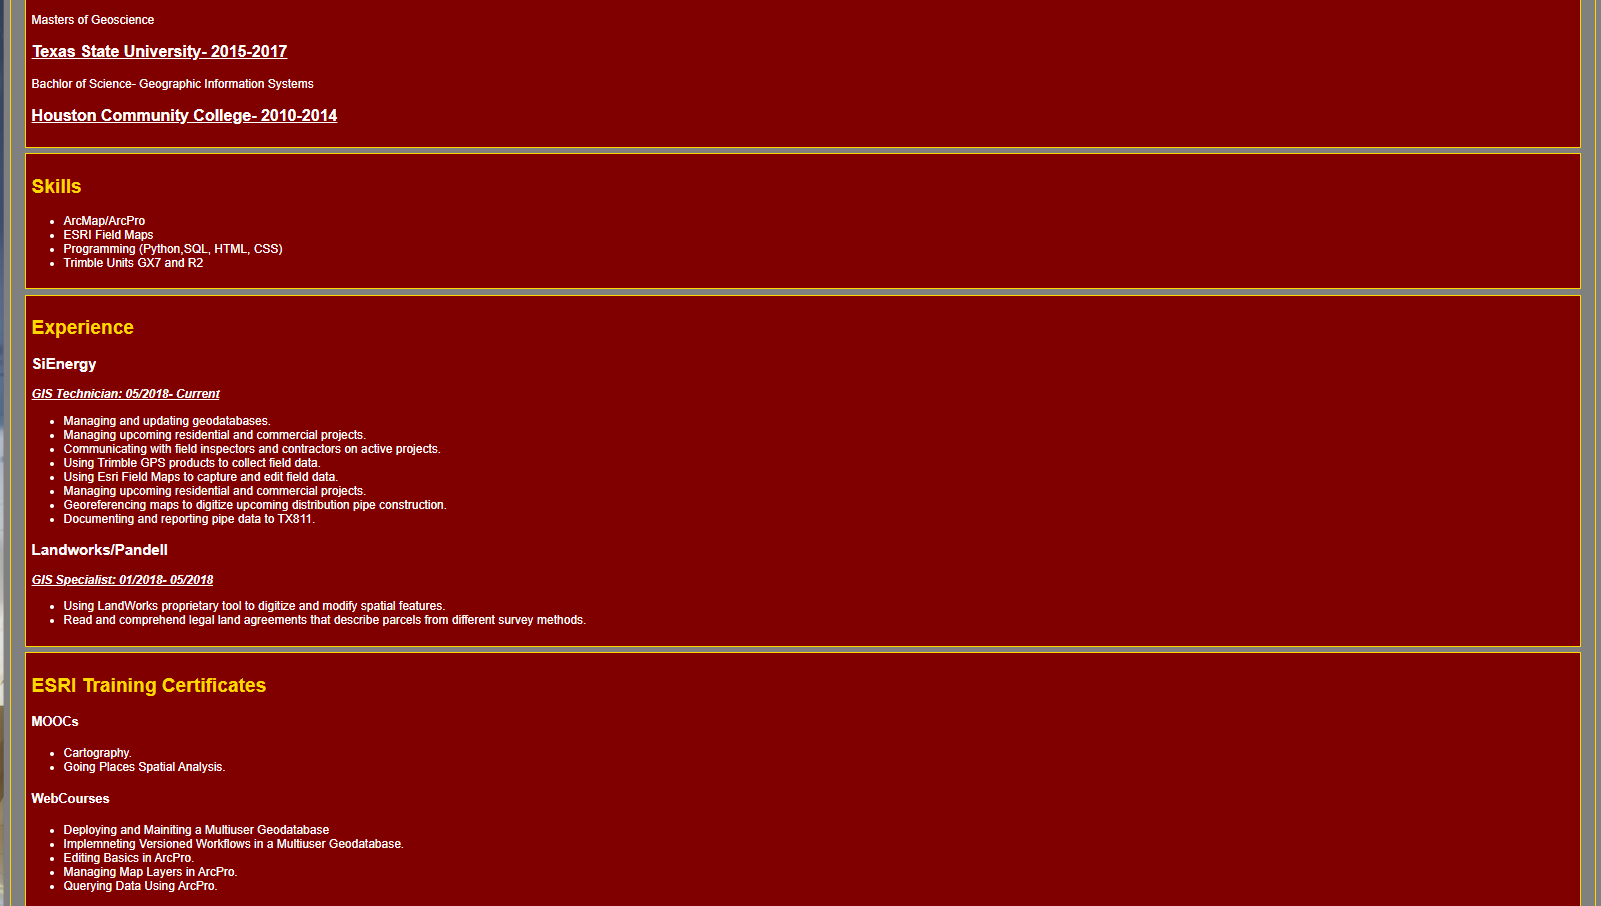 Masters of Geoscience
Texas State University- 2015-2017
Bachlor of Science- Geographic Information Systems
Houston Community College- 2010-2014
Skills
ArcMap/ArcPro
ESRI Field Maps
Programming (Python,SQL, HTML, CSS)
Trimble Units GX7 and R2
Experience
SiEnergy
GIS Technician: 05/2018- Current
Managing and updating geodatabases.
Managing upcoming residential and commercial projects.
Communicating with field inspectors and contractors on active projects.
Using Trimble GPS products to collect field data.
Using Esri Field Maps to capture and edit field data.
Managing upcoming residential and commercial projects.
Georeferencing maps to digitize upcoming distribution pipe construction.
Documenting and reporting pipe data to TX811.
Landworks/Pandell
GIS Specialist: 01/2018- 05/2018
Using LandWorks proprietary tool to digitize and modify spatial features.
Read and comprehend legal land agreements that describe parcels from different survey methods.
ESRI Training Certificates
MOOCs
Cartography.
Going Places Spatial Analysis.
WebCourses
Deploying and Mainiting a Multiuser Geodatabase
Implemneting Versioned Workflows in a Multiuser Geodatabase.
Editing Basics in ArcPro.
Managing Map Layers in ArcPro.
Querying Data Using ArcPro.